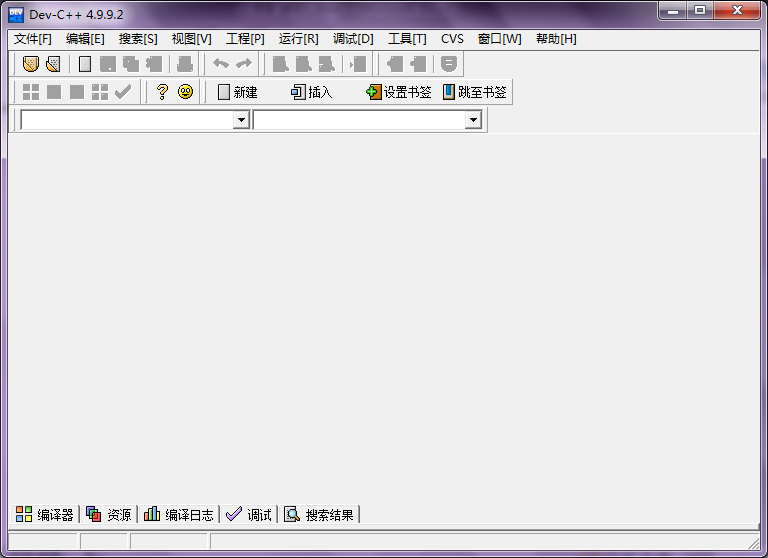 Dev-C++ 4.9.9.2
文件[F] 编辑[E] 搜索[S] 视图[V] 工程[P] 运行[R] 调试[D] 工具[T] CVS 窗口[W] 帮助[H]
新建 插入 设置书签 跳至书签
编译器 资源 编译日志 调试 搜索结果